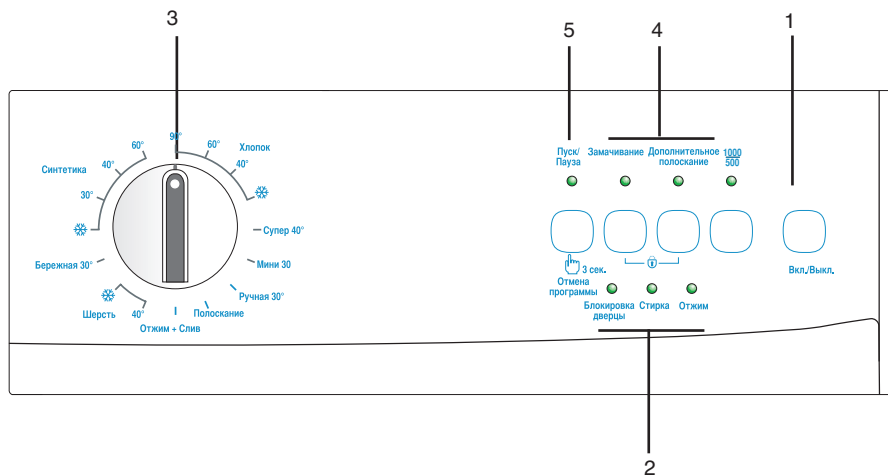 3
5
4
1
90°
60°
60°
Хлопок
40°
Синтетика
40°
30°
Супер 40°
Бережная 30°
Мини 30
Ручная 30°
Шерсть
40°
Полоскание
Отжим + Слив
Пуск/
Пауза
Замачивание
Дополнительное
полоскание
1000
500
3 сек.
Отмена
программы
Вкл./Выкл.
Блокировка
дверцы
Стирка
Отжим
2